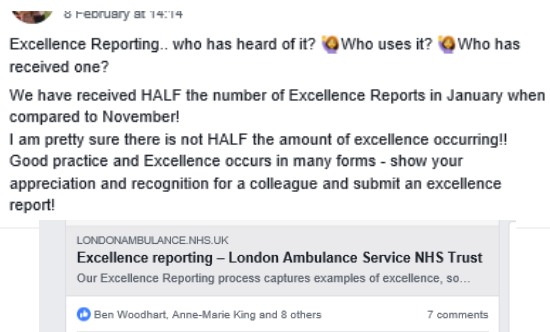 8 February at 14:14
Excellence Reporting.. who has heard of it? 🙋Who uses it? 🙋Who has
received one?
We have received HALF the number of Excellence Reports in January when
compared to November!
I am pretty sure there is not HALF the amount of excellence occurring!!
Good practice and Excellence occurs in many forms - show your
appreciation and recognition for a colleague and submit an excellence
report!
LONDONAMBULANCE.NHS.UK
Excellence reporting – London Ambulance Service NHS Trust
Our Excellence Reporting process captures examples of excellence, so...
Ben Woodhart, Anne-Marie King and 8 others 7 comments